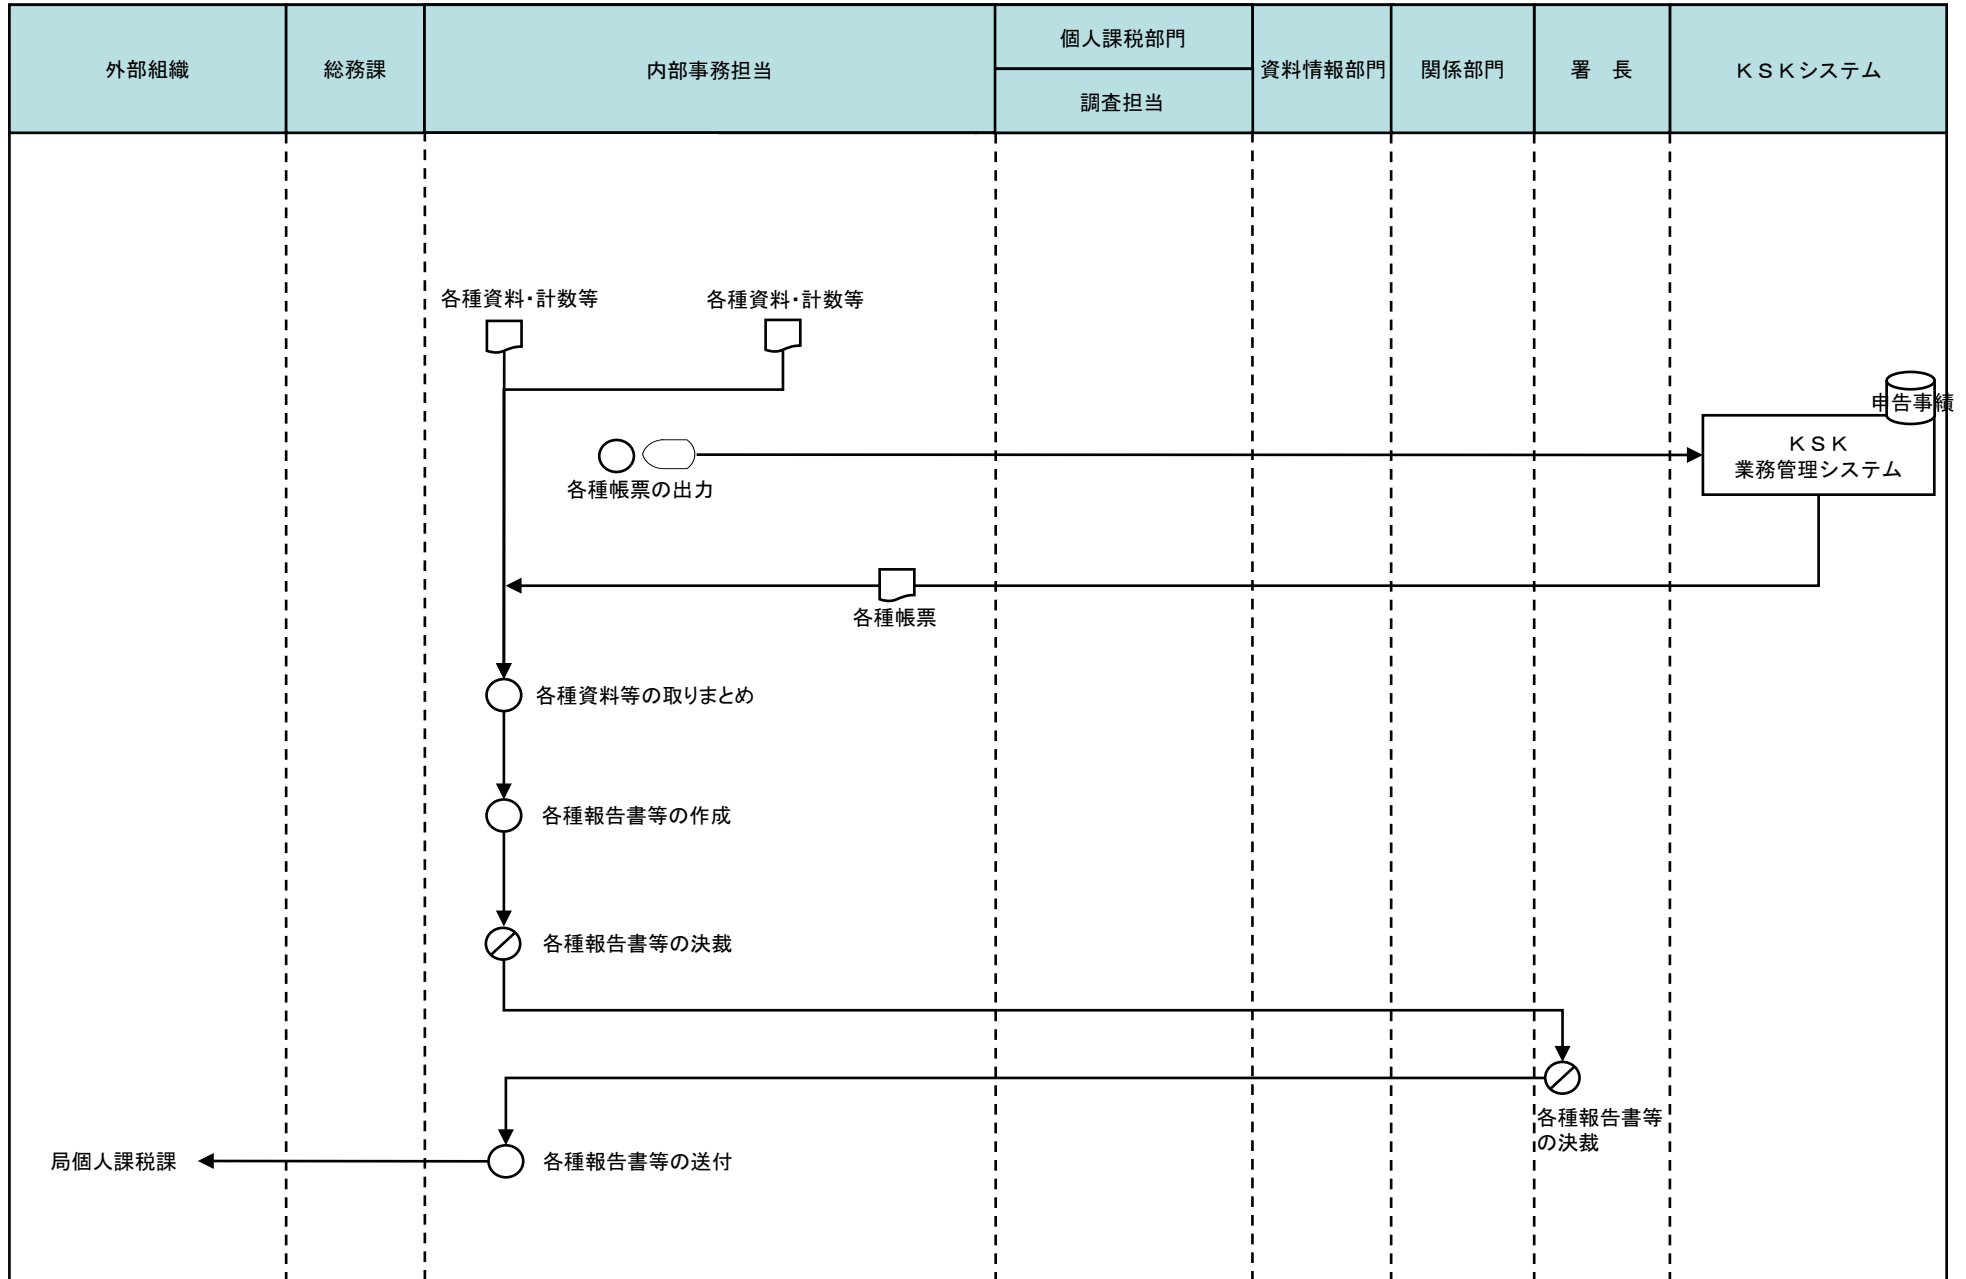 外部組織
総務課
内部事務担当
個人課税部門
調査担当
資料情報部門
関係部門
署　長
ＫＳＫシステム
各種資料・計数等
各種資料・計数等
申告事績
ＫＳＫ
業務管理システム
各種帳票の出力
各種帳票
各種資料等の取りまとめ
各種報告書等の作成
各種報告書等の決裁
各種報告書等
の決裁
局個人課税課
各種報告書等の送付